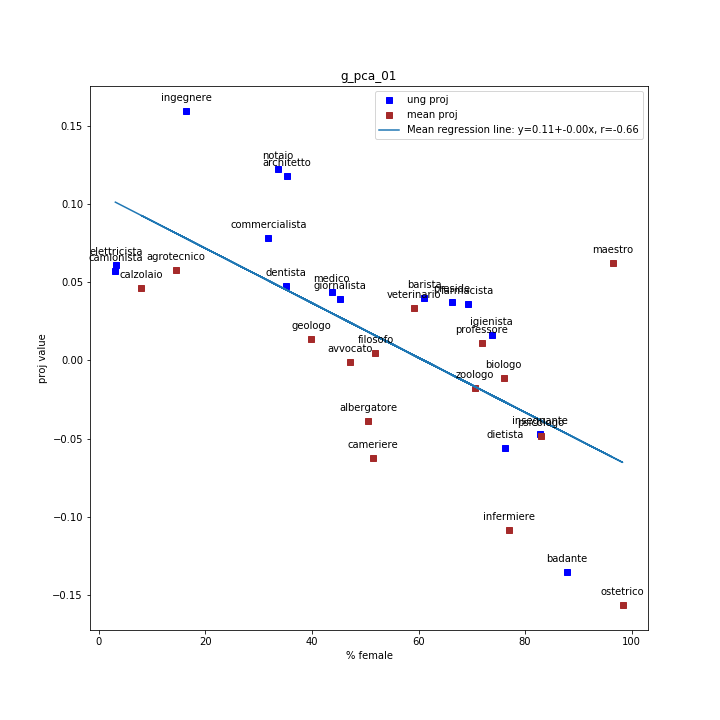 g_pca_01
ung proj
mean proj
Mean regression line: y=0.11+-0.00x, r=-0.66
ingegnere
notaio
architetto
commercialista
maestro
elettricista
camionista
agrotecnico
calzolaio
dentista
medico
giornalista
barista
preside
farmacista
veterinario
igienista
professore
geologo
filosofo
avvocato
biologo
zoologo
albergatore
insegnante
psicologo
dietista
cameriere
infermiere
badante
ostetrico
0.15
0.10
0.05
0.00
−0.05
−0.10
−0.15
proj value
0
20
40
60
80
100
% female